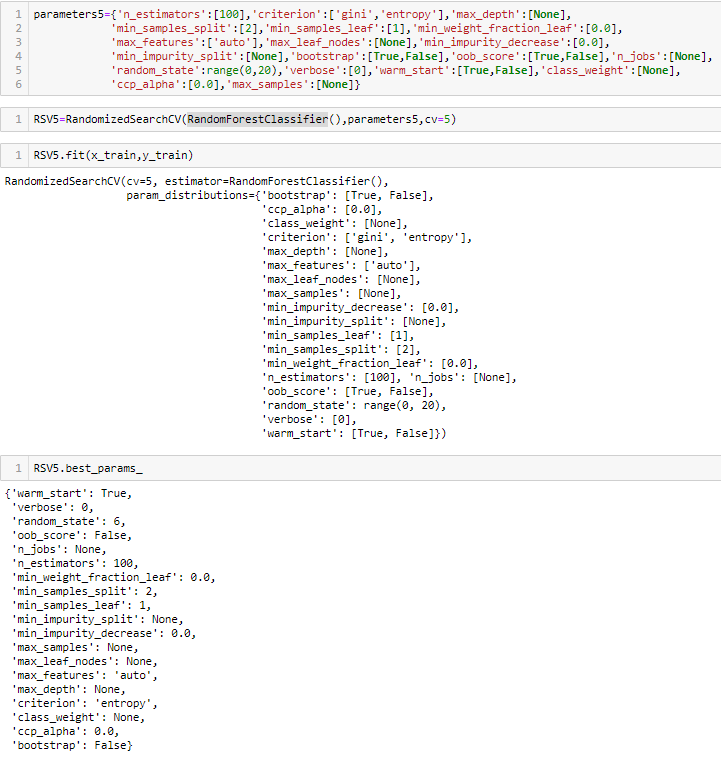 1 parameters5={'n_estimators':[100],'criterion':['gini','entropy'],'max_depth':[None],
2 'min_samples_split':[2],'min_samples_leaf':[1],'min_weight_fraction_leaf':[0.0],
3 'max_features':['auto'],'max_leaf_nodes':[None],'min_impurity_decrease':[0.0],
4 'min_impurity_split':[None],'bootstrap':[True,False],'oob_score':[True,False],'n_jobs':[None],
5 'random_state':range(0,20),'verbose':[0],'warm_start':[True,False],'class_weight':[None],
6 'ccp_alpha':[0.0],'max_samples':[None]}
1 RSV5=RandomizedSearchCV(RandomForestClassifier(),parameters5,cv=5)
1 RSV5.fit(x_train,y_train)
RandomizedSearchCV(cv=5, estimator=RandomForestClassifier(),
param_distributions={'bootstrap': [True, False],
'ccp_alpha': [0.0],
'class_weight': [None],
'criterion': ['gini', 'entropy'],
'max_depth': [None],
'max_features': ['auto'],
'max_leaf_nodes': [None],
'max_samples': [None],
'min_impurity_decrease': [0.0],
'min_impurity_split': [None],
'min_samples_leaf': [1],
'min_samples_split': [2],
'min_weight_fraction_leaf': [0.0],
'n_estimators': [100], 'n_jobs': [None],
'oob_score': [True, False],
'random_state': range(0, 20),
'verbose': [0],
'warm_start': [True, False]})
1 RSV5.best_params_
{'warm_start': True,
'verbose': 0,
'random_state': 6,
'oob_score': False,
'n_jobs': None,
'n_estimators': 100,
'min_weight_fraction_leaf': 0.0,
'min_samples_split': 2,
'min_samples_leaf': 1,
'min_impurity_split': None,
'min_impurity_decrease': 0.0,
'max_samples': None,
'max_leaf_nodes': None,
'max_features': 'auto',
'max_depth': None,
'criterion': 'entropy',
'class_weight': None,
'ccp_alpha': 0.0,
'bootstrap': False}